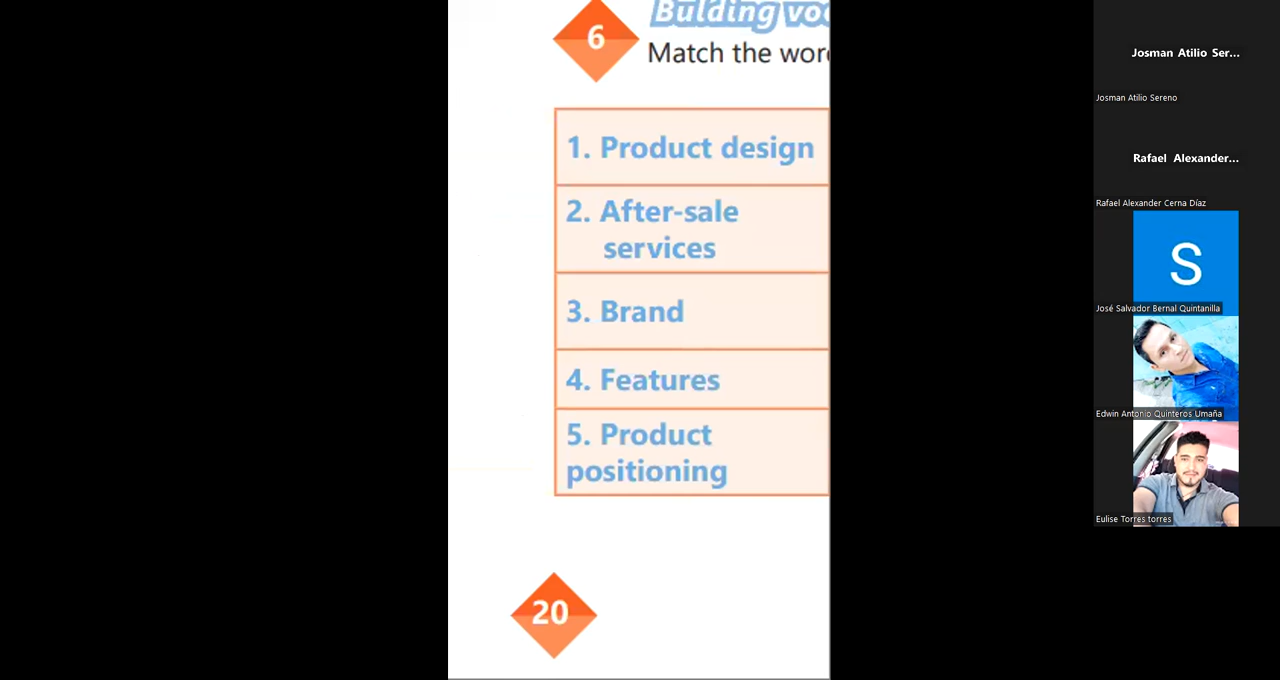 6
Bulding
Match the
1. Product design
2. After-sale
services
3. Brand
4. Features
5. Product
positioning
20
Josman Atilio Ser...
Josman Atilio Sereno
Rafael Alexander...
Rafael Alexander Cerna Díaz
S
José Salvador Bernal Quintanilla
Edwin Antonio Quinteros Umaña
Eulise Torres torres